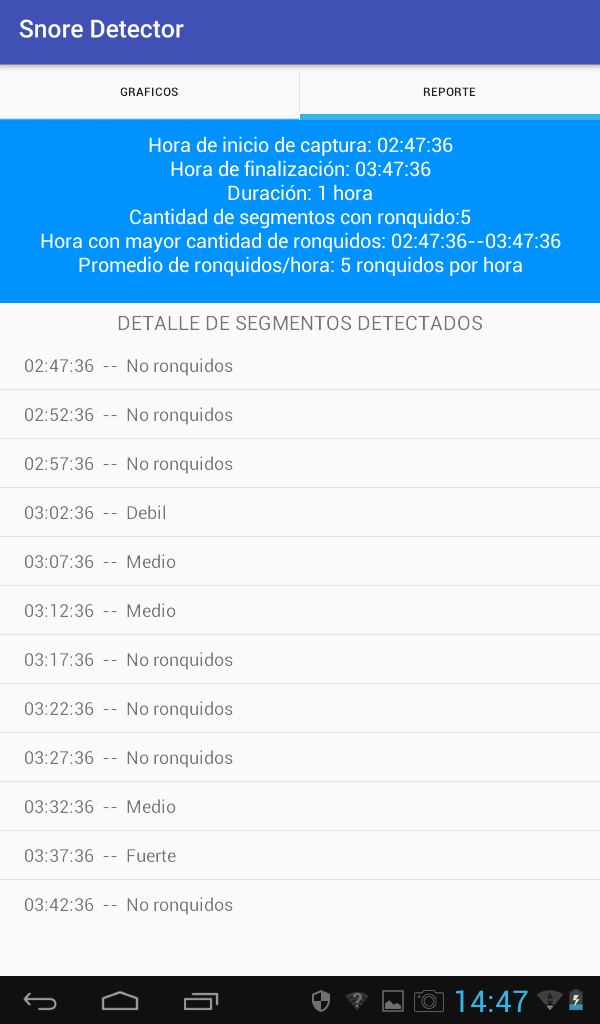 Snore Detector
GRAFICOS
REPORTE
Hora de inicio de captura: 02:47:36
Hora de finalización: 03:47:36
Duración: 1 hora
Cantidad de segmentos con ronquido:5
Hora con mayor cantidad de ronquidos: 02:47:36--03:47:36
Promedio de ronquidos/hora: 5 ronquidos por hora
DETALLE DE SEGMENTOS DETECTADOS
02:47:36 -- No ronquidos
02:52:36 -- No ronquidos
02:57:36 -- No ronquidos
03:02:36 -- Debil
03:07:36 -- Medio
03:12:36 -- Medio
03:17:36 -- No ronquidos
03:22:36 -- No ronquidos
03:27:36 -- No ronquidos
03:32:36 -- Medio
03:37:36 -- Fuerte
03:42:36 -- No ronquidos
14:47